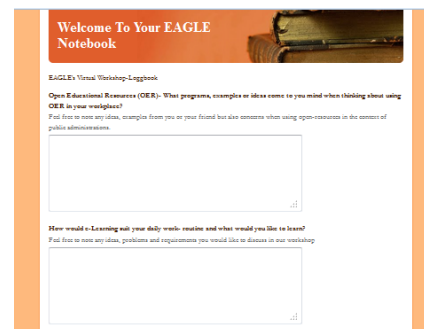 Welcome To Your EAGLE
Notebook
EAGLE's Virtual Workshop-Loggbook
Open Educational Resources (OER)- What programs, examples or ideas come to you mind when thinking about using
OER in your workplace?
Feel free to note any ideas, examples from you or your friend but also concerns when using open-resources in the context of
public administrations.
How would e-Learning suit your daily work- routine and what would you like to learn?
Feel free to note any ideas, problems and requirements you would like to discuss in our workshop